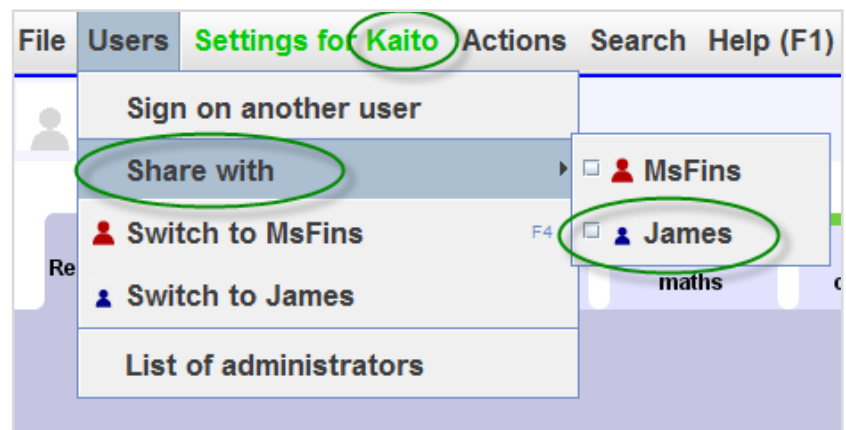 File Users Settings for Kaito Actions Search Help (F1)
Sign on another user
Share with
MsFins
Switch to MsFins F4
James
Re
maths
Switch to James
List of administrators